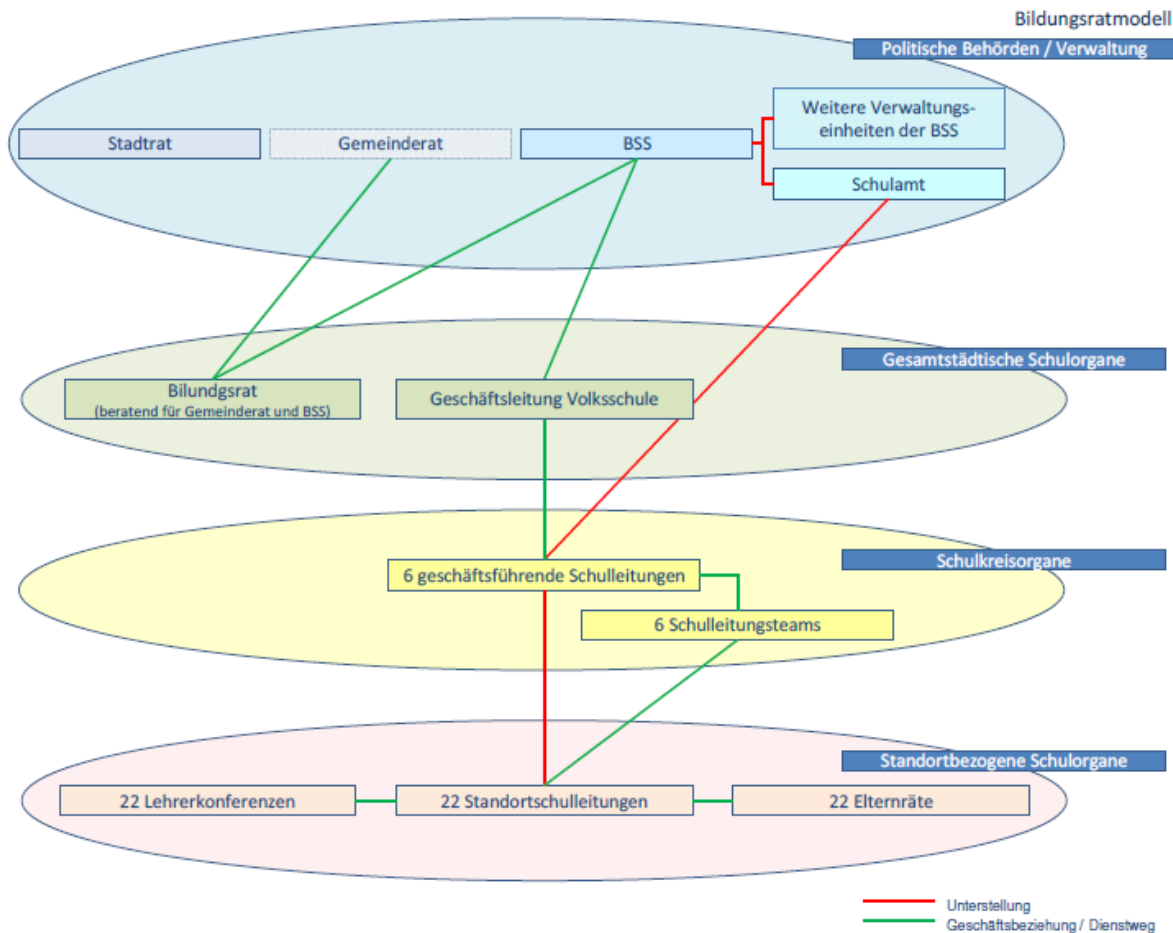 Bildungsratmodell
Politische Behörden / Verwaltung
Weitere Verwaltungs-
einheiten der BSS
Stadtrat
Gemeinderat
BSS
Schulamt
Gesamtstädtische Schulorgane
Bilundgsrat
(beratend für Gemeinderat und BSS)
Geschäftsleitung Volksschule
Schulkreisorgane
6 geschäftsführende Schulleitungen
6 Schulleitungsteams
Standortbezogene Schulorgane
22 Lehrerkonferenzen
22 Standortschulleitungen
22 Elternräte
Unterstellung
Geschäftsbeziehung / Dienstweg